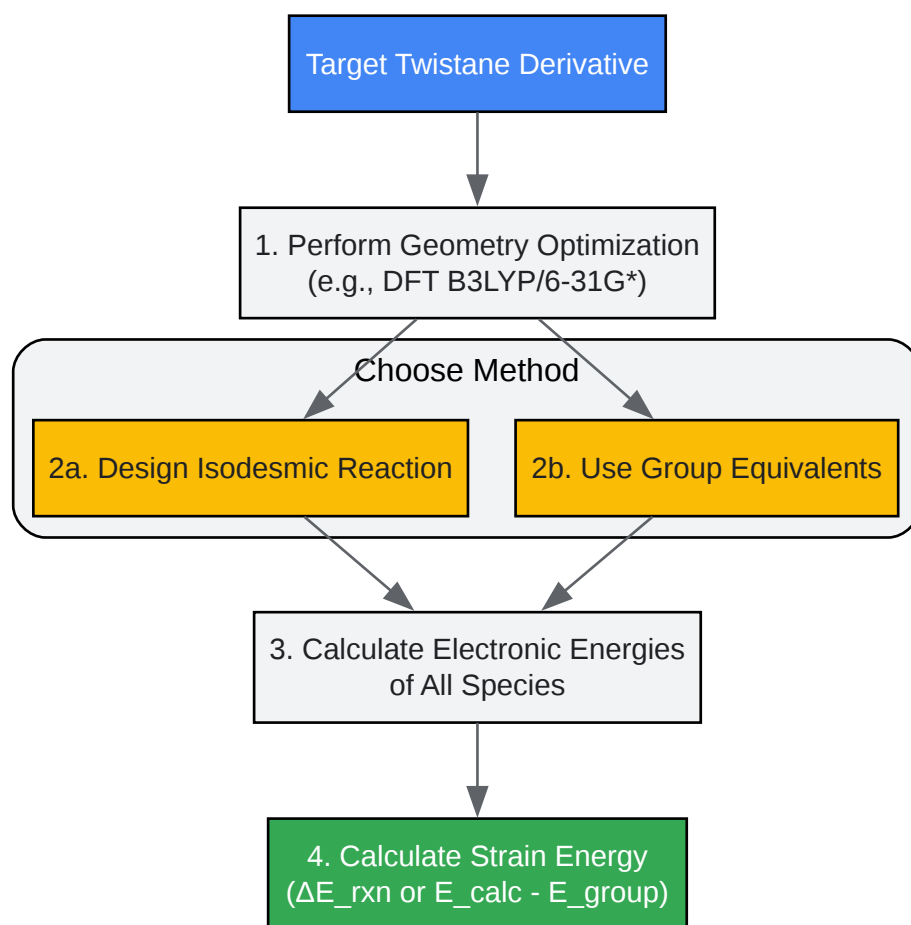 Target Twistane Derivative
1. Perform Geometry Optimization
(e.g., DFT B3LYP/6-31G*)
Choose Method
2a. Design Isodesmic Reaction
2b. Use Group Equivalents
3. Calculate Electronic Energies
of All Species
4. Calculate Strain Energy
(ΔE_rxn or E_calc - E_group)